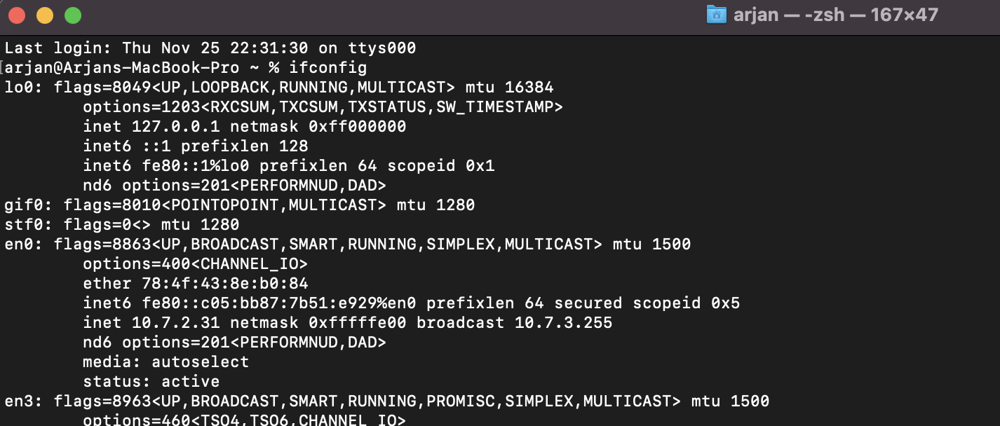 arjan — -zsh — 167×47
Last login: Thu Nov 25 22:31:30 on ttys000
[arjan@Arjans-MacBook-Pro ~ % ifconfig
lo0: flags=8049<UP,LOOPBACK,RUNNING,MULTICAST> mtu 16384
options=1203<RXCSUM,TXCSUM,TXSTATUS,SW_TIMESTAMP>
inet 127.0.0.1 netmask 0xff000000
inet6 ::1 prefixlen 128
inet6 fe80::1%lo0 prefixlen 64 scopeid 0x1
nd6 options=201<PERFORMNUD,DAD>
gif0: flags=8010<POINTOPOINT,MULTICAST> mtu 1280
stf0: flags=0<> mtu 1280
en0: flags=8863<UP,BROADCAST,SMART,RUNNING,SIMPLEX,MULTICAST> mtu 1500
options=400<CHANNEL_IO>
ether 78:4f:43:8e:b0:84
inet6 fe80::c05:bb87:7b51:e929%en0 prefixlen 64 secured scopeid 0x5
inet 10.7.2.31 netmask 0xfffffe00 broadcast 10.7.3.255
nd6 options=201<PERFORMNUD,DAD>
media: autoselect
status: active
en3: flags=8963<UP,BROADCAST,SMART,RUNNING,PROMISC,SIMPLEX,MULTICAST> mtu 1500
options=460<TSO4,TSO6,CHANNEL_IO>